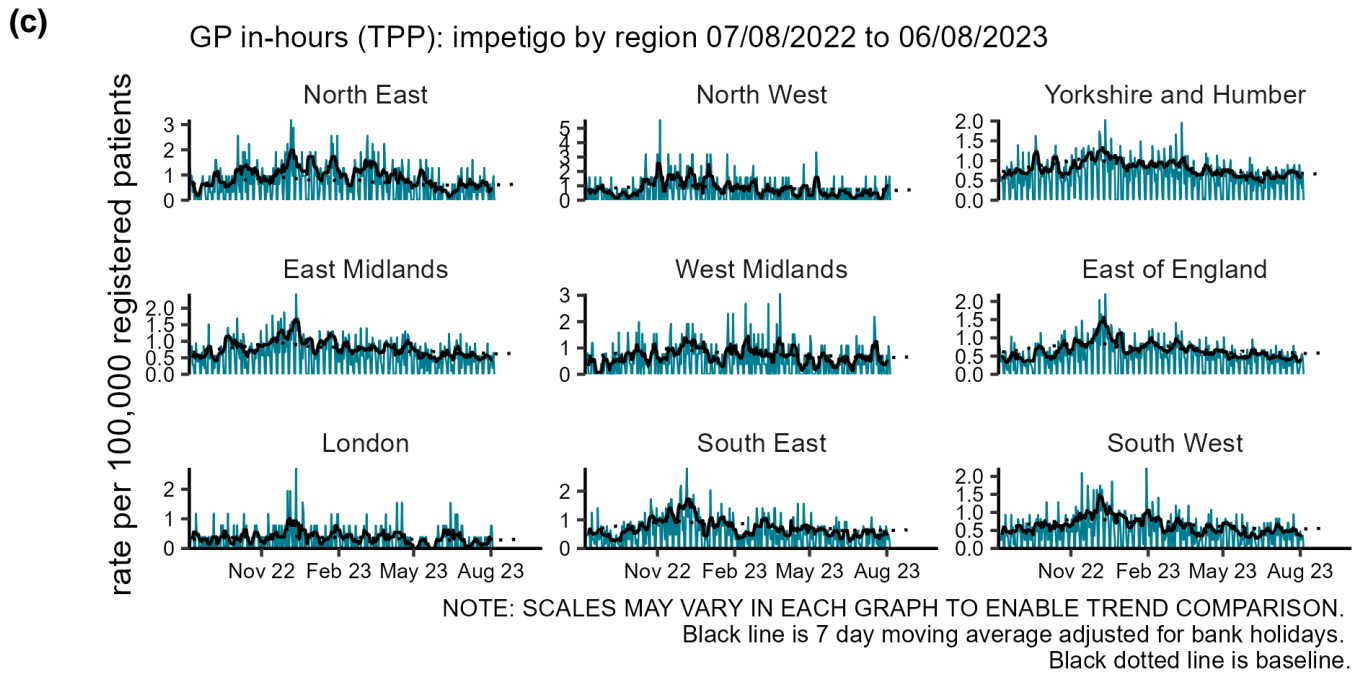 (c)
GP in-hours (TPP): impetigo by region 07/08/2022 to 06/08/2023
rate per 100,000 registered patients
North East
3
2
1
0
North West
5
4
3
2
1
0
Yorkshire and Humber
2.0
1.5
1.0
0.5
0.0
East Midlands
2.0
1.5
1.0
0.5
0.0
West Midlands
3
2
1
0
East of England
2.0
1.5
1.0
0.5
0.0
London
2
1
0
Nov 22 Feb 23 May 23 Aug 23
South East
2
1
0
Nov 22 Feb 23 May 23 Aug 23
South West
2.0
1.5
1.0
0.5
0.0
Nov 22 Feb 23 May 23 Aug 23
NOTE: SCALES MAY VARY IN EACH GRAPH TO ENABLE TREND COMPARISON.
Black line is 7 day moving average adjusted for bank holidays.
Black dotted line is baseline.